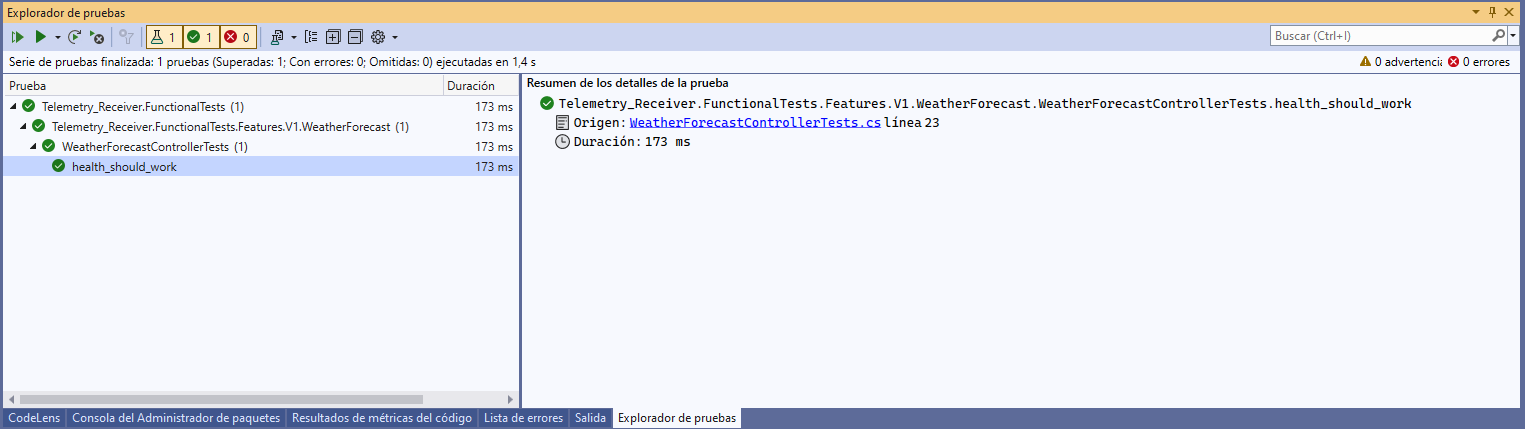 Explorador de pruebas
1 1 0
Buscar (Ctrl+I)
Serie de pruebas finalizada: 1 pruebas (Superadas: 1; Con errores: 0; Omitidas: 0) ejecutadas en 1,4 s
0 advertencia 0 errores
Prueba Duración
Telemetry_Receiver.FunctionalTests (1) 173 ms
Telemetry_Receiver.FunctionalTests.Features.V1.WeatherForecast (1) 173 ms
WeatherForecastControllerTests (1) 173 ms
health_should_work 173 ms
Resumen de los detalles de la prueba
Telemetry_Receiver.FunctionalTests.Features.V1.WeatherForecast.WeatherForecastControllerTests.health_should_work
Origen: WeatherForecastControllerTests.cs línea 23
Duración: 173 ms
CodeLens Consola del Administrador de paquetes Resultados de métricas del código Lista de errores Salida Explorador de pruebas